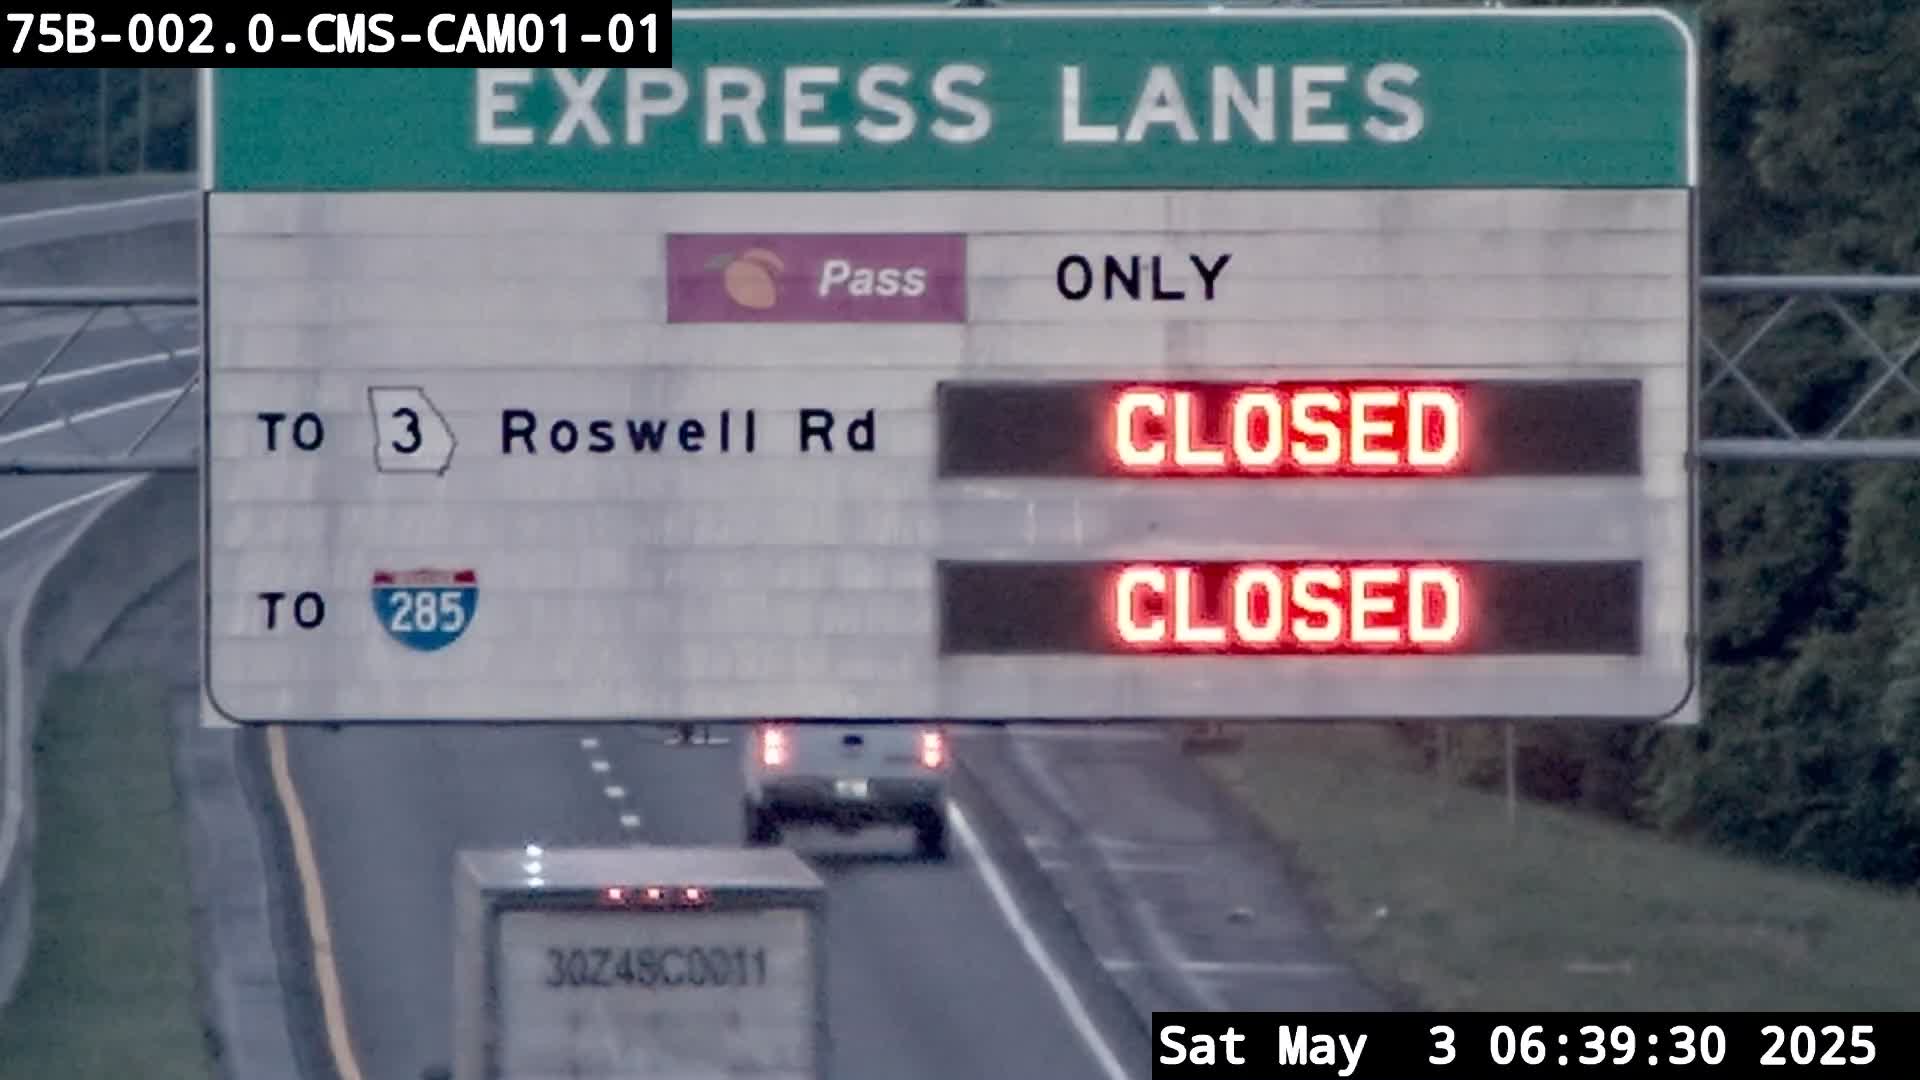 75B-002.0-CMS-CAM01-01
EXPRESS LANES
Pass ONLY
TO 3 Roswell Rd CLOSED
TO 285 CLOSED
30Z48C0011
Sat May 3 06:39:30 2025